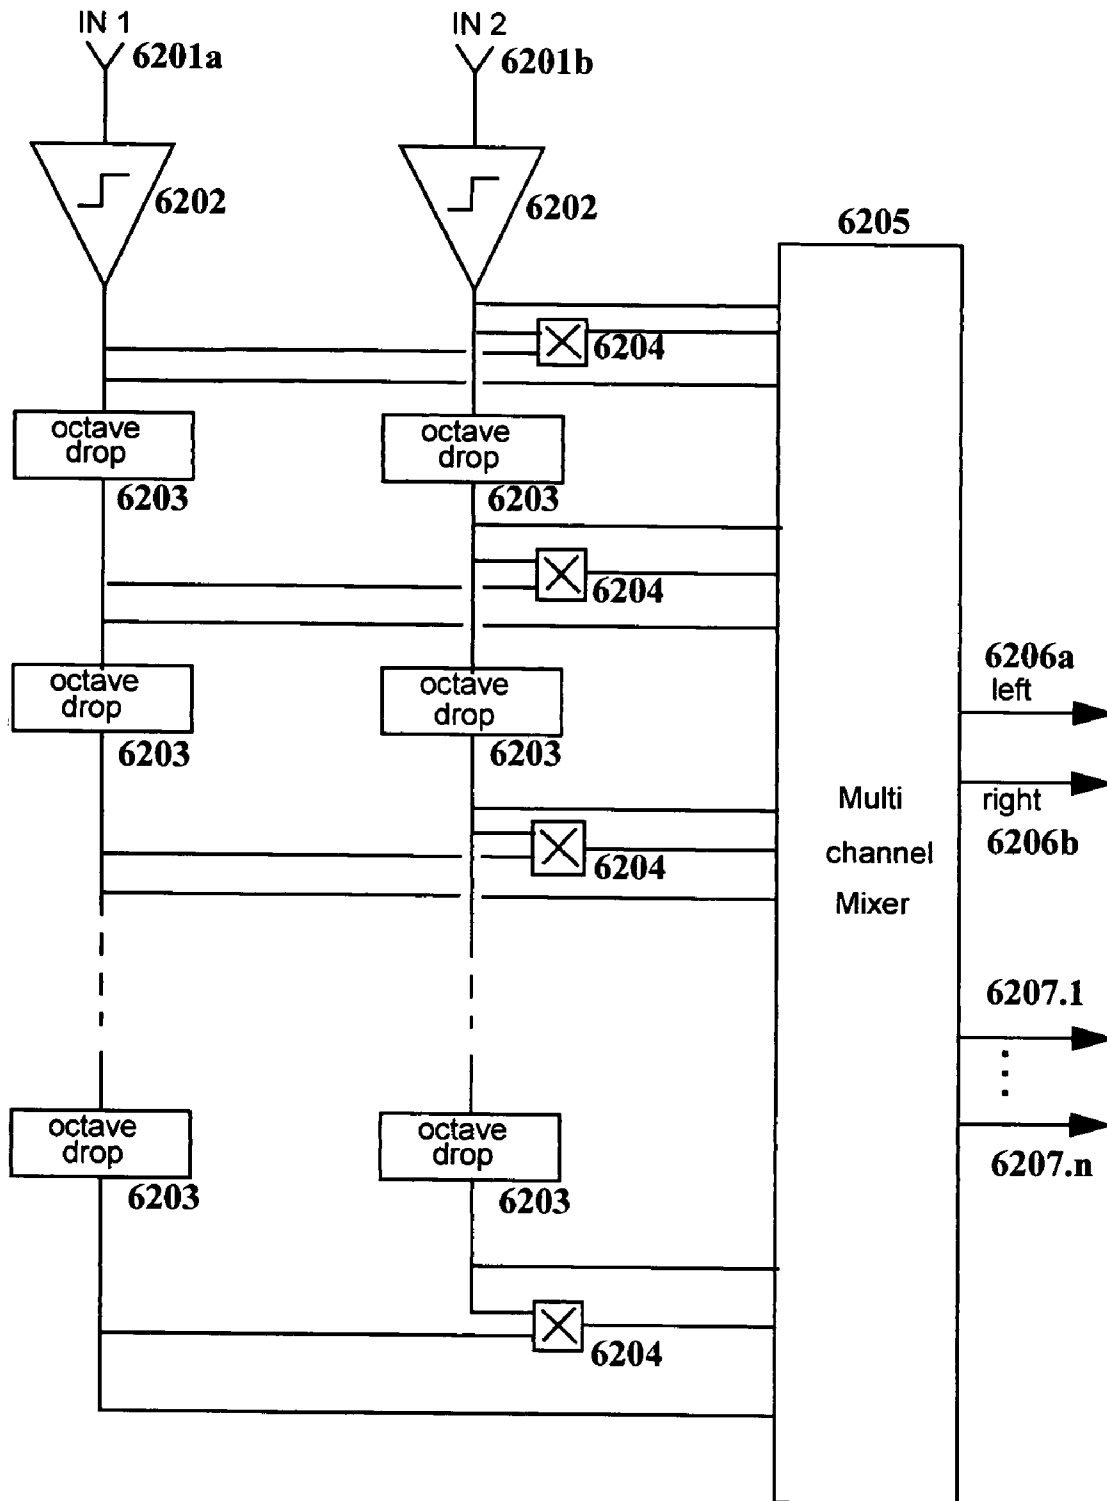 IN 1
IN 2
6201a
6201b
6202
6202
6205
6204
octave
drop
octave
drop
6203
6203
6204
6206a
left
octave
drop
octave
drop
6203
6203
Multi
channel
Mixer
right
6206b
6204
6207.1
octave
drop
octave
drop
6203
6203
6207.n
6204